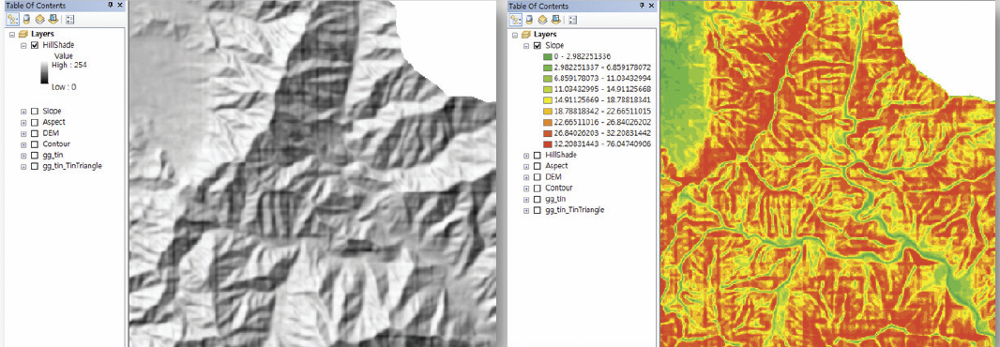 Table Of Contents
Layers
HillShade
Value
High : 254
Low : 0
Slope
Aspect
DEM
Contour
gg_tin
gg_tin_TinTriangle
Table Of Contents
Layers
Slope
0 - 2.982251336
2.982251337 - 6.859178072
6.859178073 - 11.03432994
11.03432995 - 14.91125668
14.91125669 - 18.78818341
18.78818342 - 22.66511015
22.66511016 - 26.84026202
26.84026203 - 32.20831442
32.20831443 - 76.04740906
HillShade
Aspect
DEM
Contour
gg_tin
gg_tin_TinTriangle